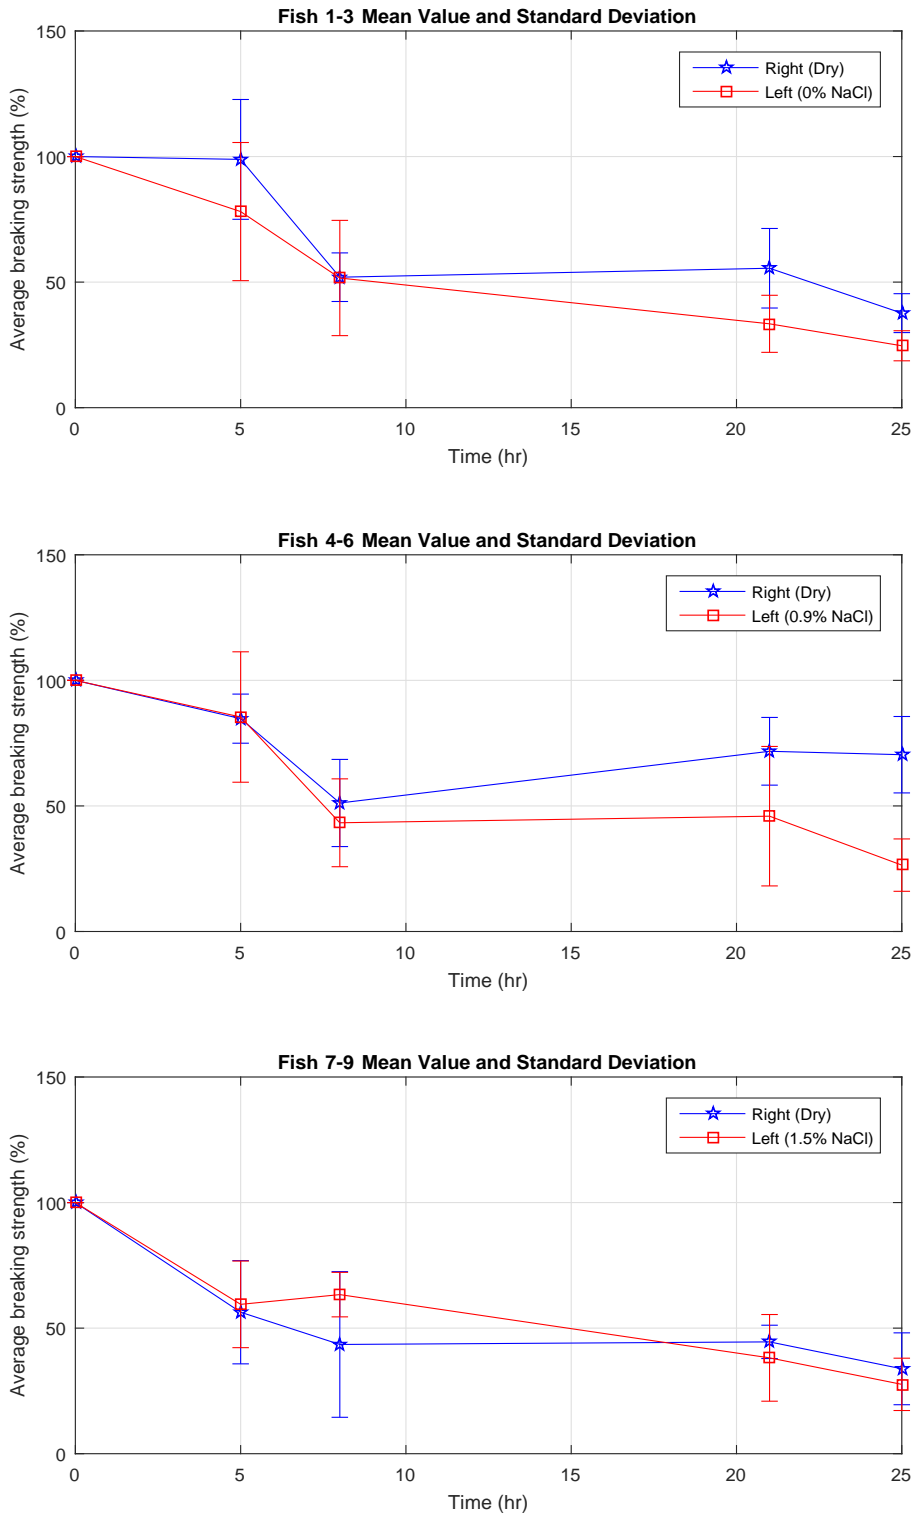 Fish 1-3 Mean Value and Standard Deviation
150
100
50
0
Average breaking strength (%)
Right (Dry)
Left (0% NaCl)
0 5 10 15 20 25
Time (hr)
Fish 4-6 Mean Value and Standard Deviation
150
100
50
0
Average breaking strength (%)
Right (Dry)
Left (0.9% NaCl)
0 5 10 15 20 25
Time (hr)
Fish 7-9 Mean Value and Standard Deviation
150
100
50
0
Average breaking strength (%)
Right (Dry)
Left (1.5% NaCl)
0 5 10 15 20 25
Time (hr)